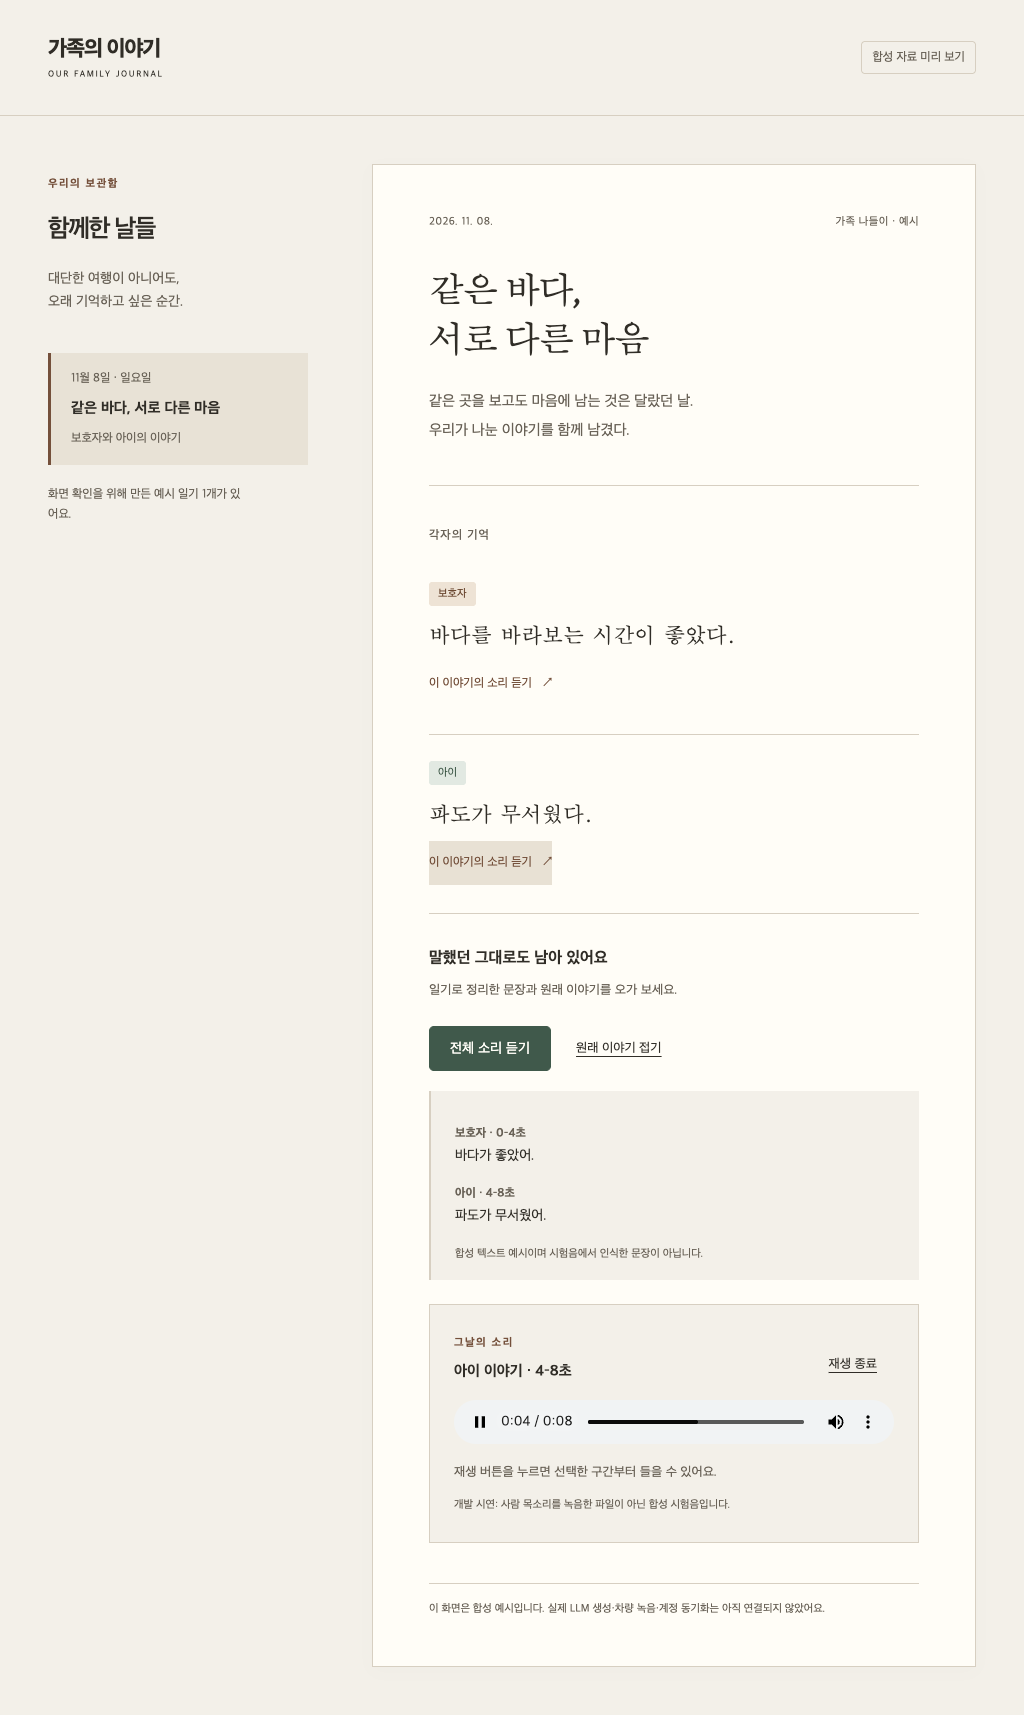 가족의 이야기
OUR FAMILY JOURNAL
합성 자료 미리 보기
우리의 보관함
함께한 날들
대단한 여행이 아니어도,
오래 기억하고 싶은 순간.
11월 8일 · 일요일
같은 바다, 서로 다른 마음
보호자와 아이의 이야기
화면 확인을 위해 만든 예시 일기 1개가 있
어요.
2026. 11. 08.
가족 나들이 · 예시
같은 바다,
서로 다른 마음
같은 곳을 보고도 마음에 남는 것은 달랐던 날.
우리가 나눈 이야기를 함께 남겼다.
각자의 기억
보호자
바다를 바라보는 시간이 좋았다.
이 이야기의 소리 듣기 ↗
아이
파도가 무서웠다.
이 이야기의 소리 듣기 ↗
말했던 그대로도 남아 있어요
일기로 정리한 문장과 원래 이야기를 오가 보세요.
전체 소리 듣기
원래 이야기 접기
보호자 · 0-4초
바다가 좋았어.
아이 · 4-8초
파도가 무서웠어.
합성 텍스트 예시이며 시험음에서 인식한 문장이 아닙니다.
그날의 소리
아이 이야기 · 4-8초
재생 종료
0:04 / 0:08
재생 버튼을 누르면 선택한 구간부터 들을 수 있어요.
개발 시연: 사람 목소리를 녹음한 파일이 아닌 합성 시험음입니다.
이 화면은 합성 예시입니다. 실제 LLM 생성·차량 녹음·계정 동기화는 아직 연결되지 않았어요.